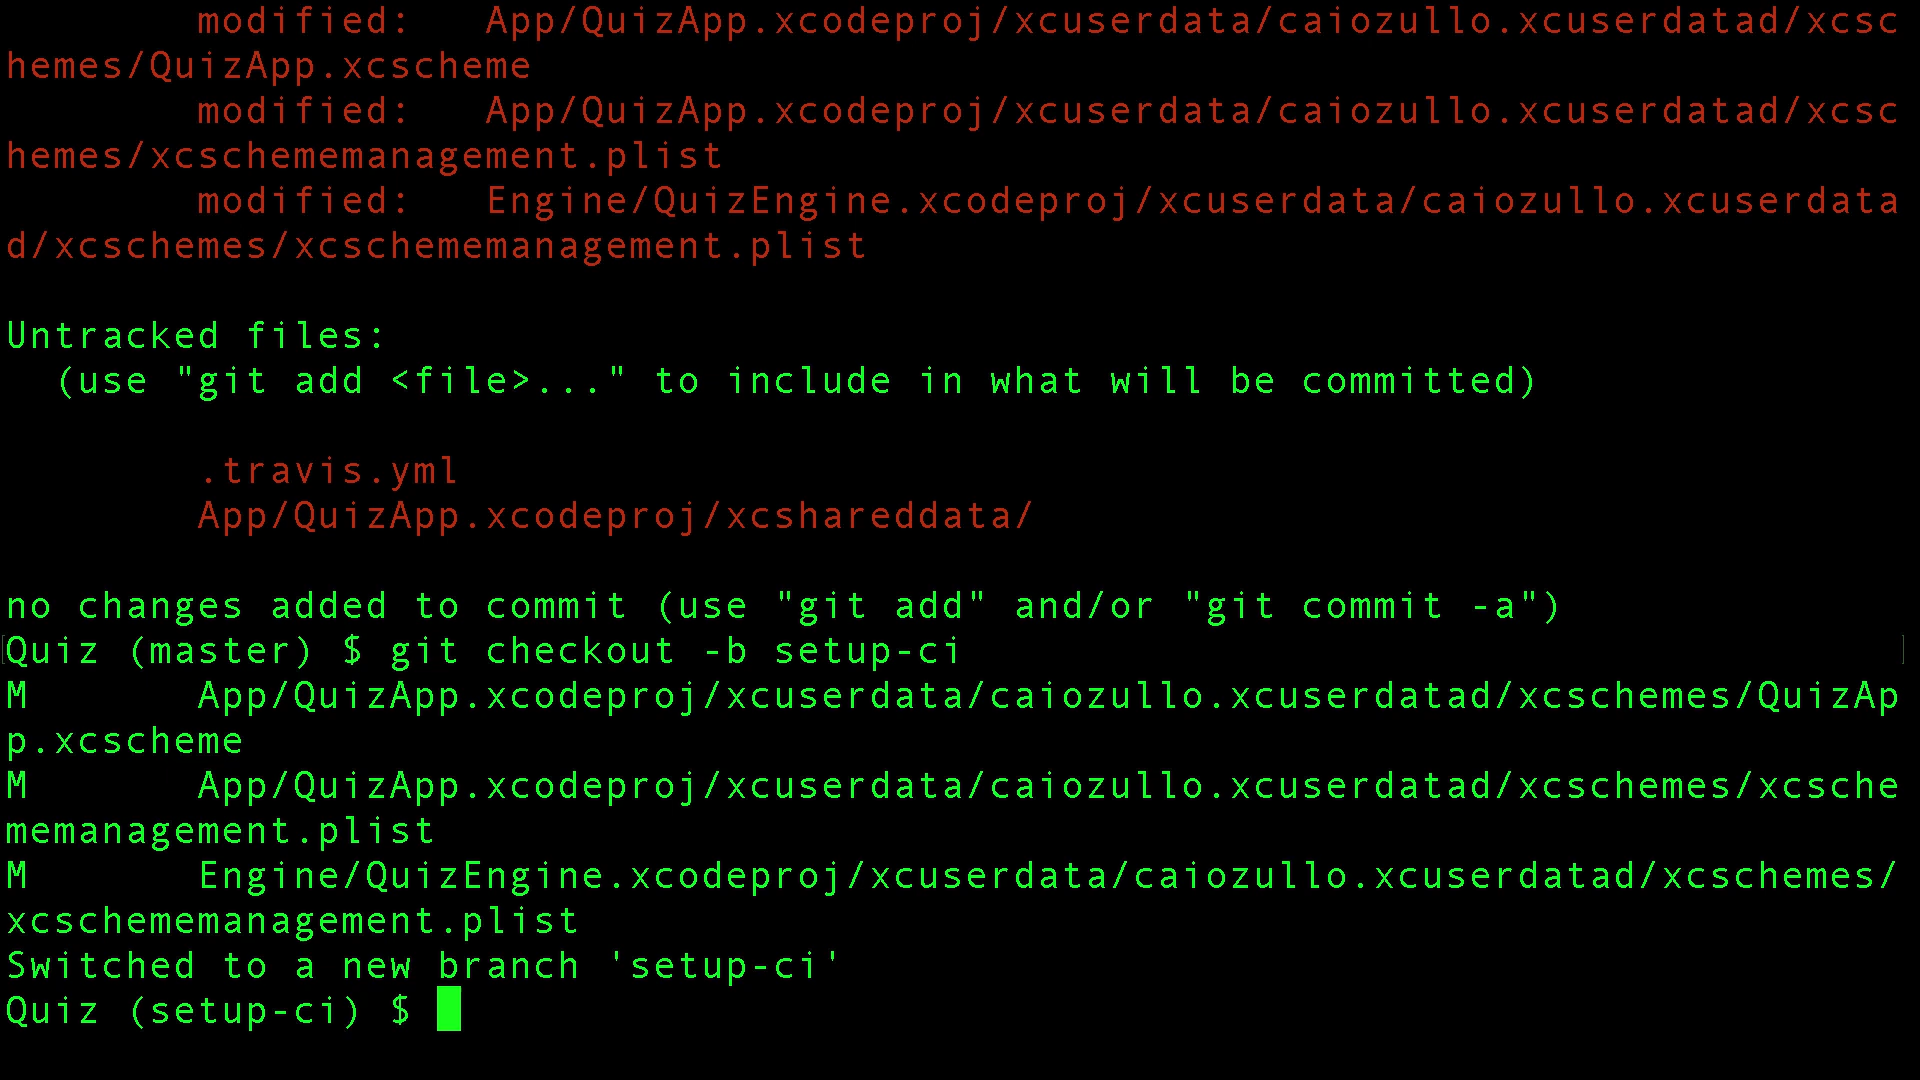 modified:   App/QuizApp.xcodeproj/xcuserdata/caiozullo.xcuserdatad/xcsc
hemes/QuizApp.xcscheme
modified:   App/QuizApp.xcodeproj/xcuserdata/caiozullo.xcuserdatad/xcsc
hemes/xcschememanagement.plist
modified:   Engine/QuizEngine.xcodeproj/xcuserdata/caiozullo.xcuserdata
d/xcschemes/xcschememanagement.plist
Untracked files:
(use "git add <file>..." to include in what will be committed)
.travis.yml
App/QuizApp.xcodeproj/xcshareddata/
no changes added to commit (use "git add" and/or "git commit -a")
Quiz (master) $ git checkout -b setup-ci
M       App/QuizApp.xcodeproj/xcuserdata/caiozullo.xcuserdatad/xcschemes/QuizAp
p.xcscheme
M       App/QuizApp.xcodeproj/xcuserdata/caiozullo.xcuserdatad/xcschemes/xcsche
memanagement.plist
M       Engine/QuizEngine.xcodeproj/xcuserdata/caiozullo.xcuserdatad/xcschemes/
xcschememanagement.plist
Switched to a new branch 'setup-ci'
Quiz (setup-ci) $